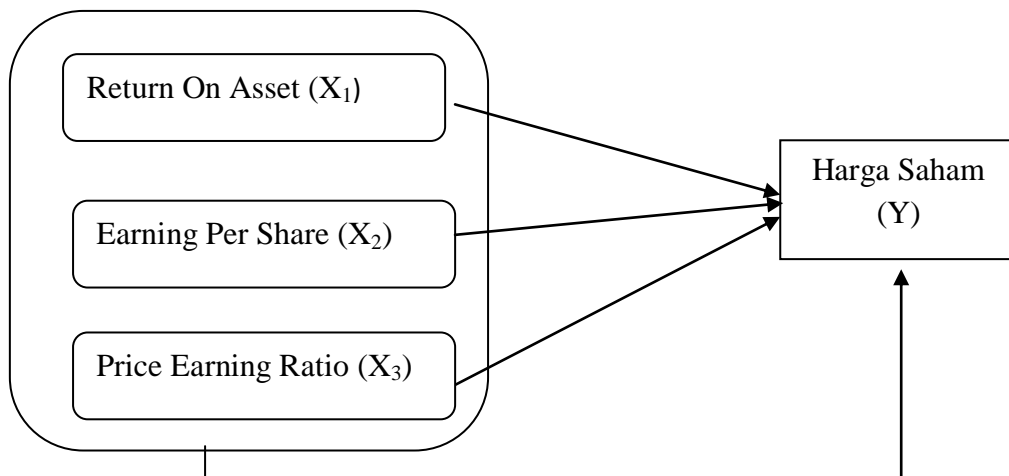 Return On Asset (X₁)
Harga Saham
(Y)
Earning Per Share (X₂)
Price Earning Ratio (X₃)